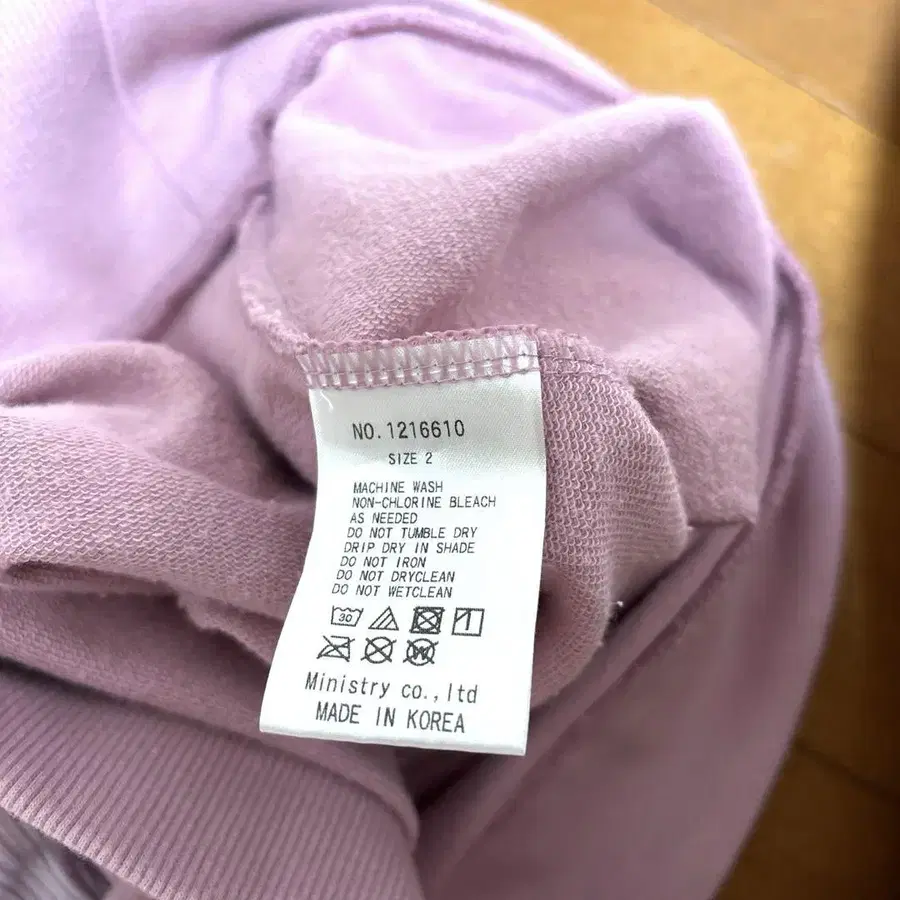 NO. 1216610
SIZE 2
MACHINE WASH
NON-CHLORINE BLEACH
AS NEEDED
DO NOT TUMBLE DRY
DRIP DRY IN SHADE
DO NOT IRON
DO NOT DRYCLEAN
DO NOT WETCLEAN
30
W
Ministry co., ltd
MADE IN KOREA